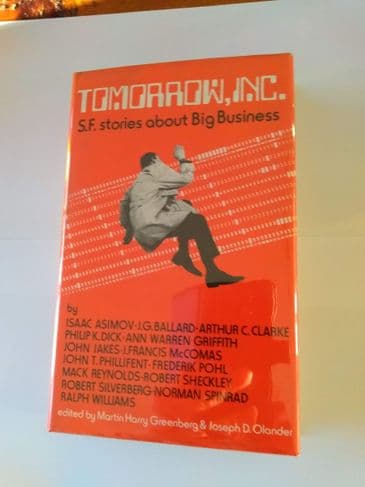 TOMORROW, INC.
S.F. stories about Big Business
by
ISAAC ASIMOV·J.G. BALLARD·ARTHUR C. CLARKE
PHILIP K. DICK·ANN WARREN GRIFFITH
JOHN JAKES·J.FRANCIS McCOMAS
JOHN T. PHILLIFENT·FREDERIK POHL
MACK REYNOLDS·ROBERT SHECKLEY
ROBERT SILVERBERG·NORMAN SPINRAD
RALPH WILLIAMS
edited by Martin Harry Greenberg & Joseph D. Olander